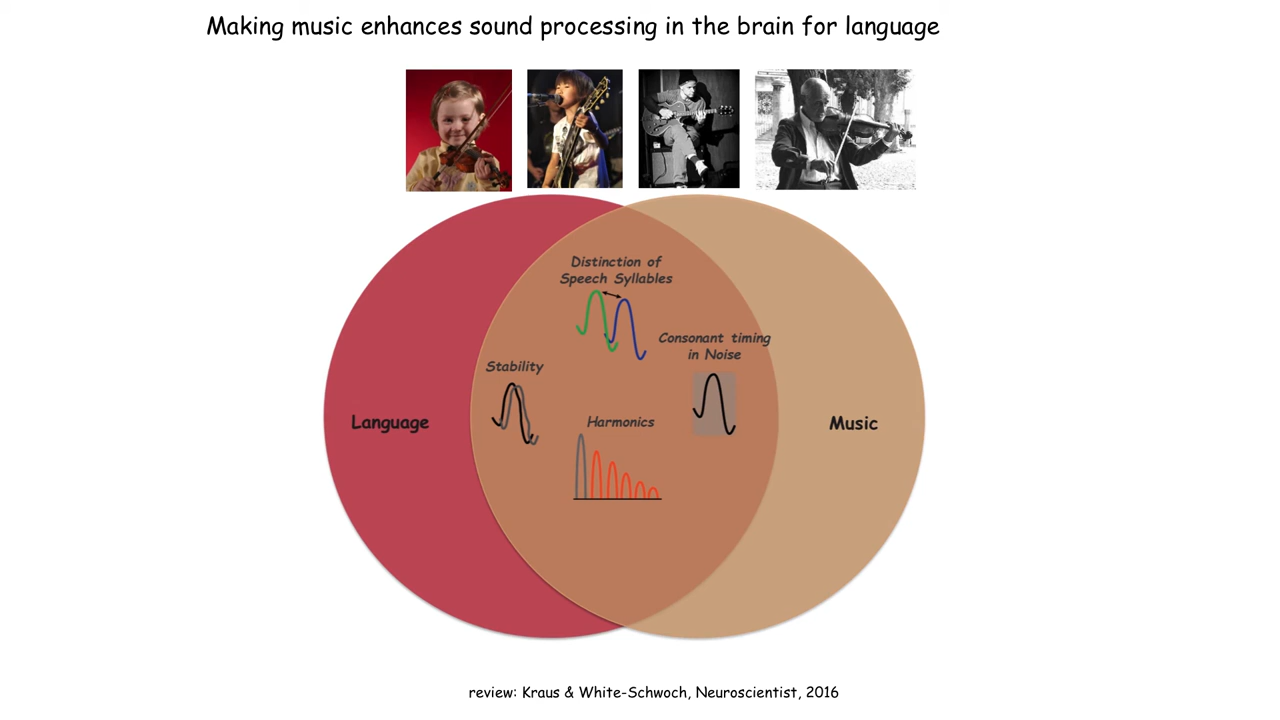 Making music enhances sound processing in the brain for language
Distinction of
Speech Syllables
Consonant timing
in Noise
Stability
Harmonics
Language
Music
review: Kraus & White-Schwoch, Neuroscientist, 2016